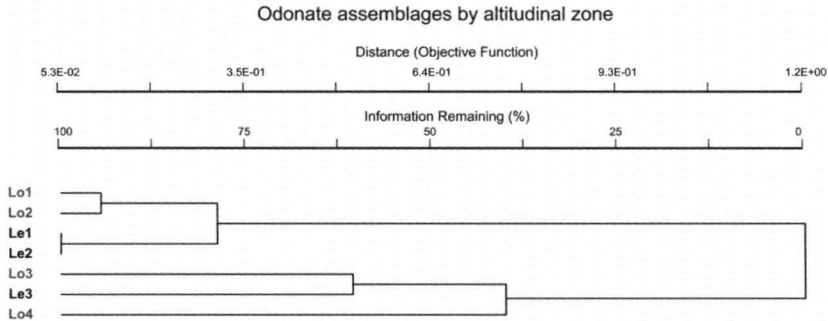 Odonate assemblages by altitudinal zone
Distance (Objective Function)
5.3E-02 3.5E-01 6.4E-01 9.3E-01 1.2E+00
Information Remaining (%)
100 75 50 25 0
Lo1
Lo2
Le1
Le2
Lo3
Le3
Lo4